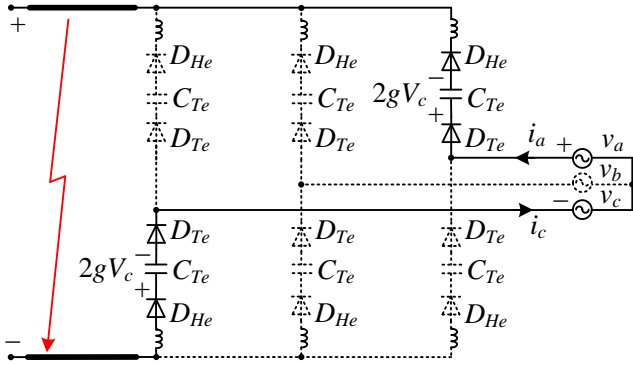 +
D_He D_He − D_He
C_Te C_Te 2gV_c C_Te
D_Te D_Te + D_Te i_a + v_a
v_b
i_c − v_c
D_Te D_Te D_Te
2gV_c − C_Te C_Te C_Te
+ D_He D_He D_He
−